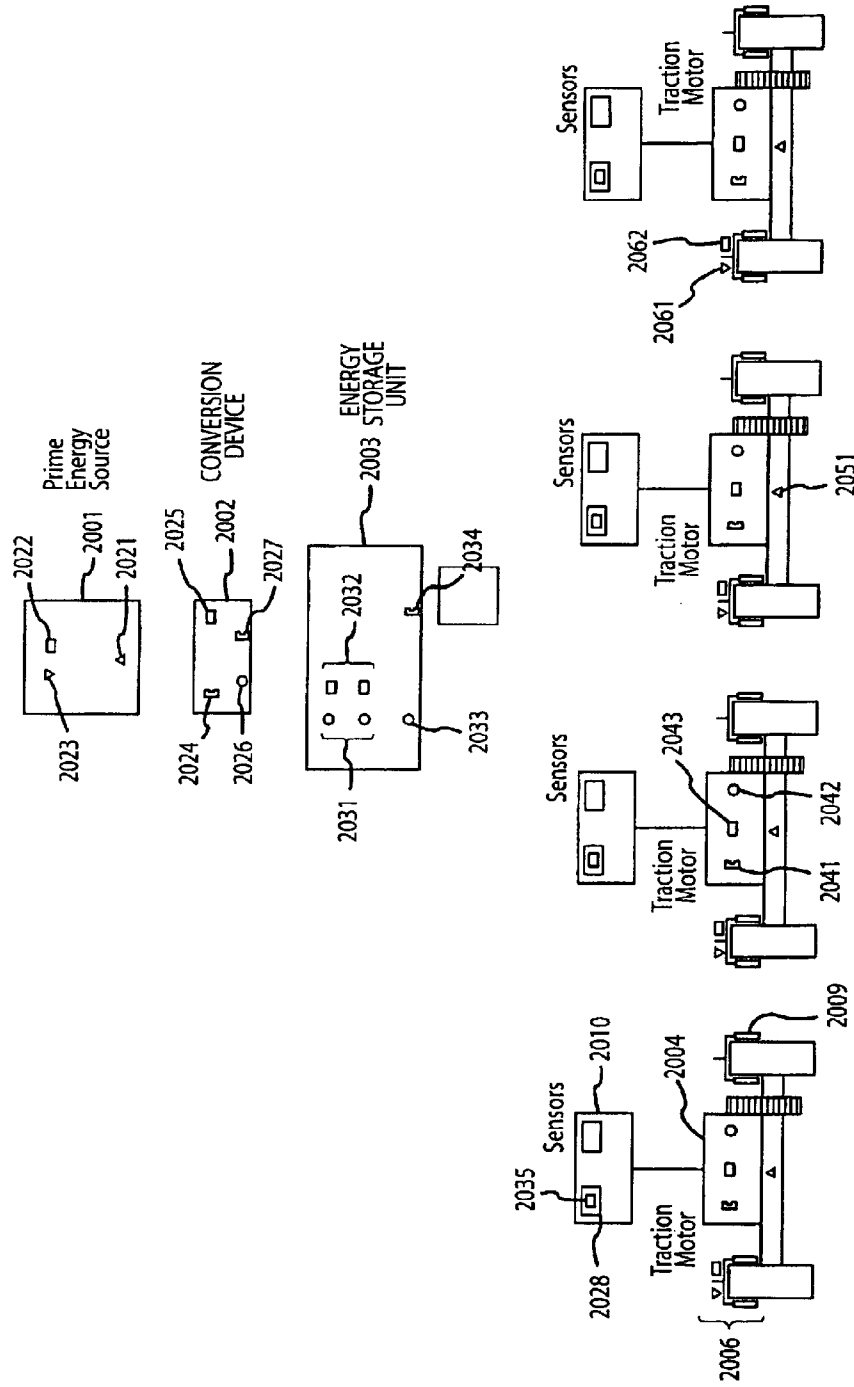 Prime
Energy
Source
2022
2001
2023
2021
CONVERSION
DEVICE
2025
2002
2024
2026
2027
ENERGY
STORAGE
UNIT
2003
2032
2034
2031
2033
Sensors
2010
2035
2028
Traction
Motor
2004
2009
2006
Sensors
Traction
Motor
2043
2041
2042
Sensors
Traction
Motor
2051
Sensors
Traction
Motor
2062
2061